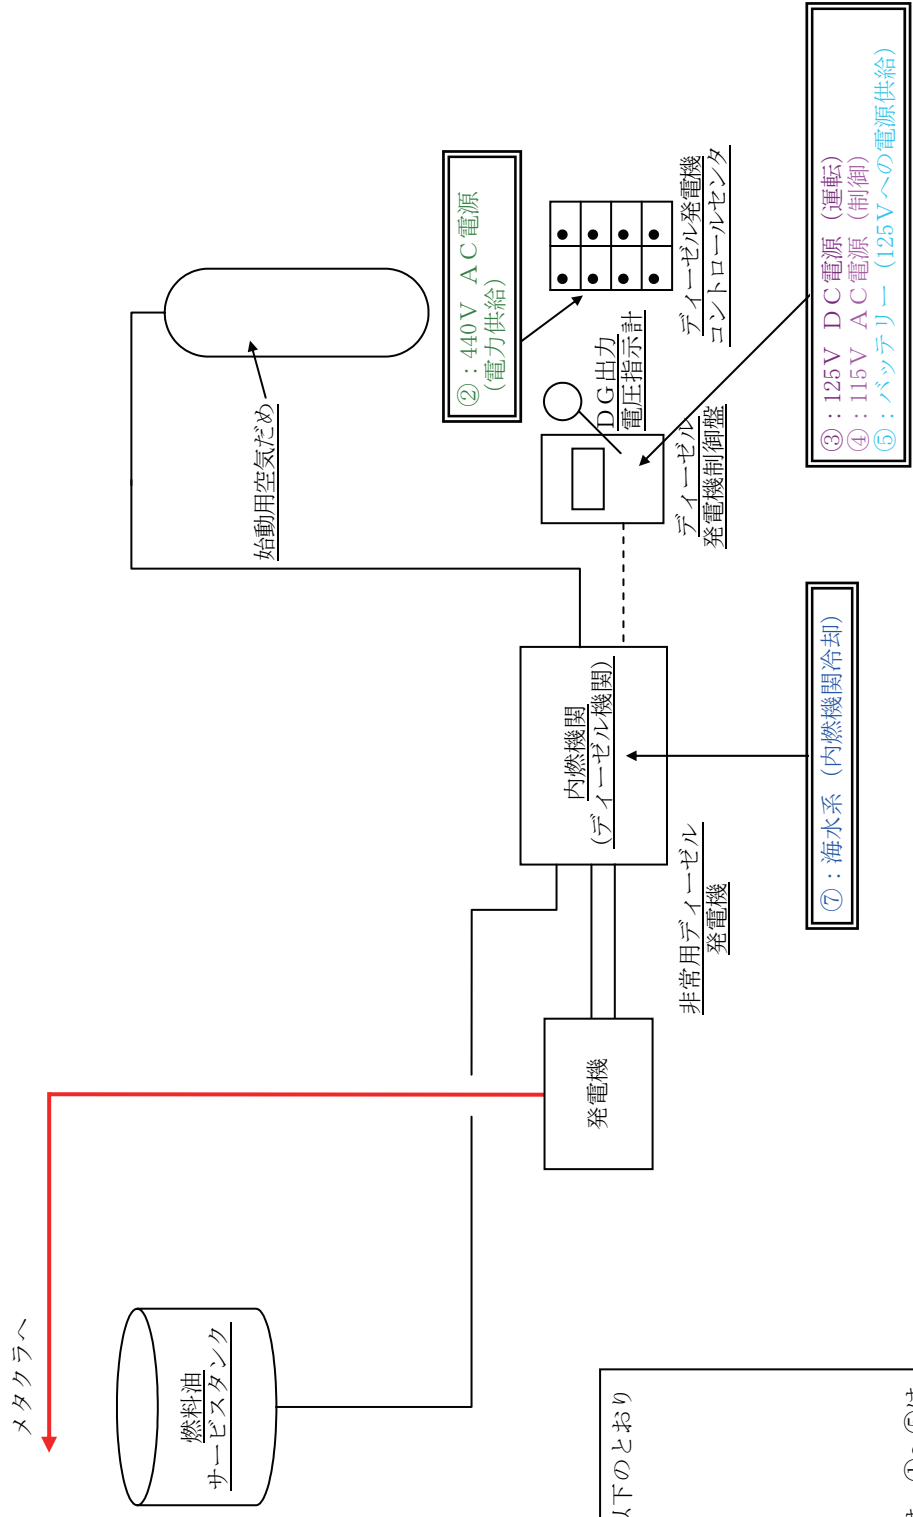 メタクラへ
燃料油
サービスタンク
発電機
非常用ディーゼル
発電機
内燃機関
(ディーゼル機関)
⑦：海水系（内燃機関冷却）
始動用空気だめ
②：440V AC電源
(電力供給)
DG出力
電圧指示計
ディーゼル
発電機制御盤
ディーゼル発電機
コントロールセンタ
③：125V DC電源（運転）
④：115V AC電源（制御）
⑤：バッテリー（125Vへの電源供給）
下のとおり